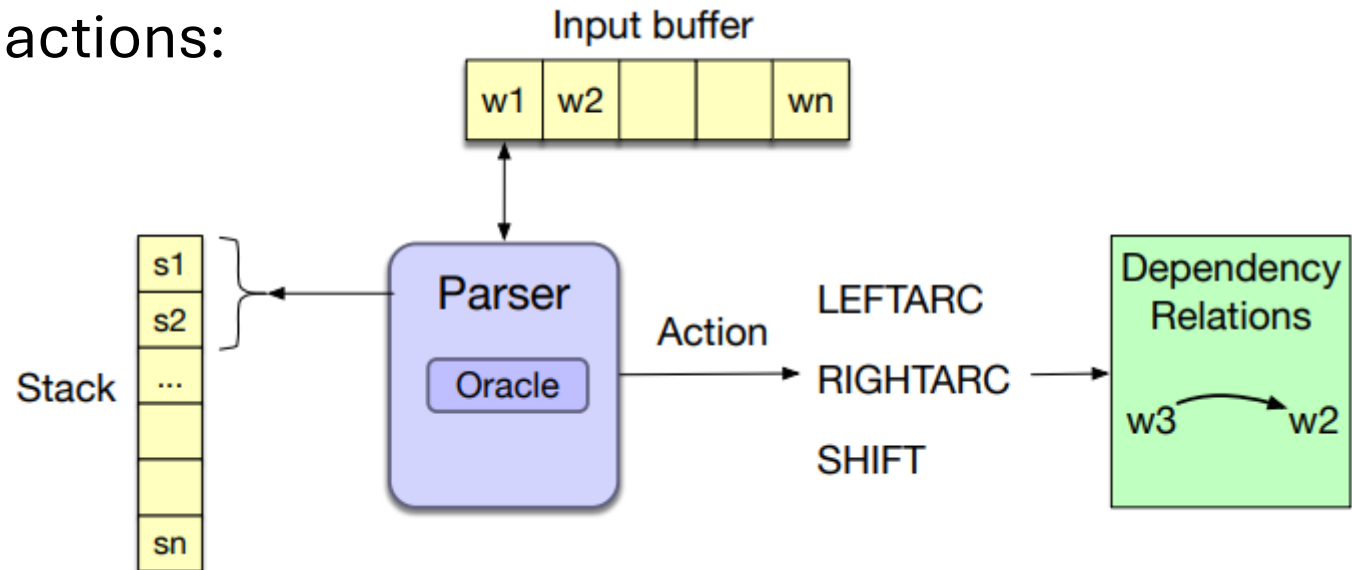 actions:
Input buffer
w1 w2 wn
s1
s2
...
sn
Stack
Parser
Oracle
Action
LEFTARC
RIGHTARC
SHIFT
Dependency
Relations
w3 w2